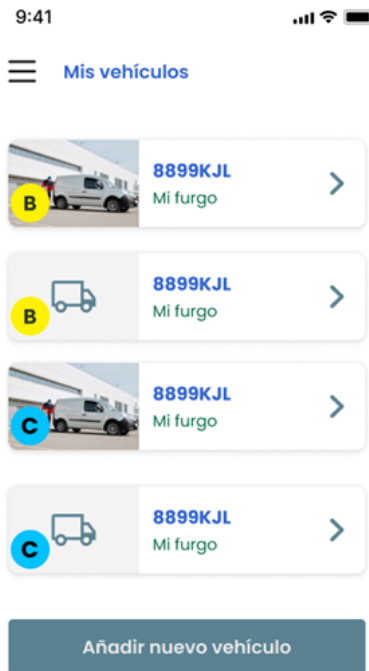 9:41
Mis vehículos
8899KJL
Mi furgo
B
8899KJL
Mi furgo
B
8899KJL
Mi furgo
C
8899KJL
Mi furgo
C
Añadir nuevo vehículo